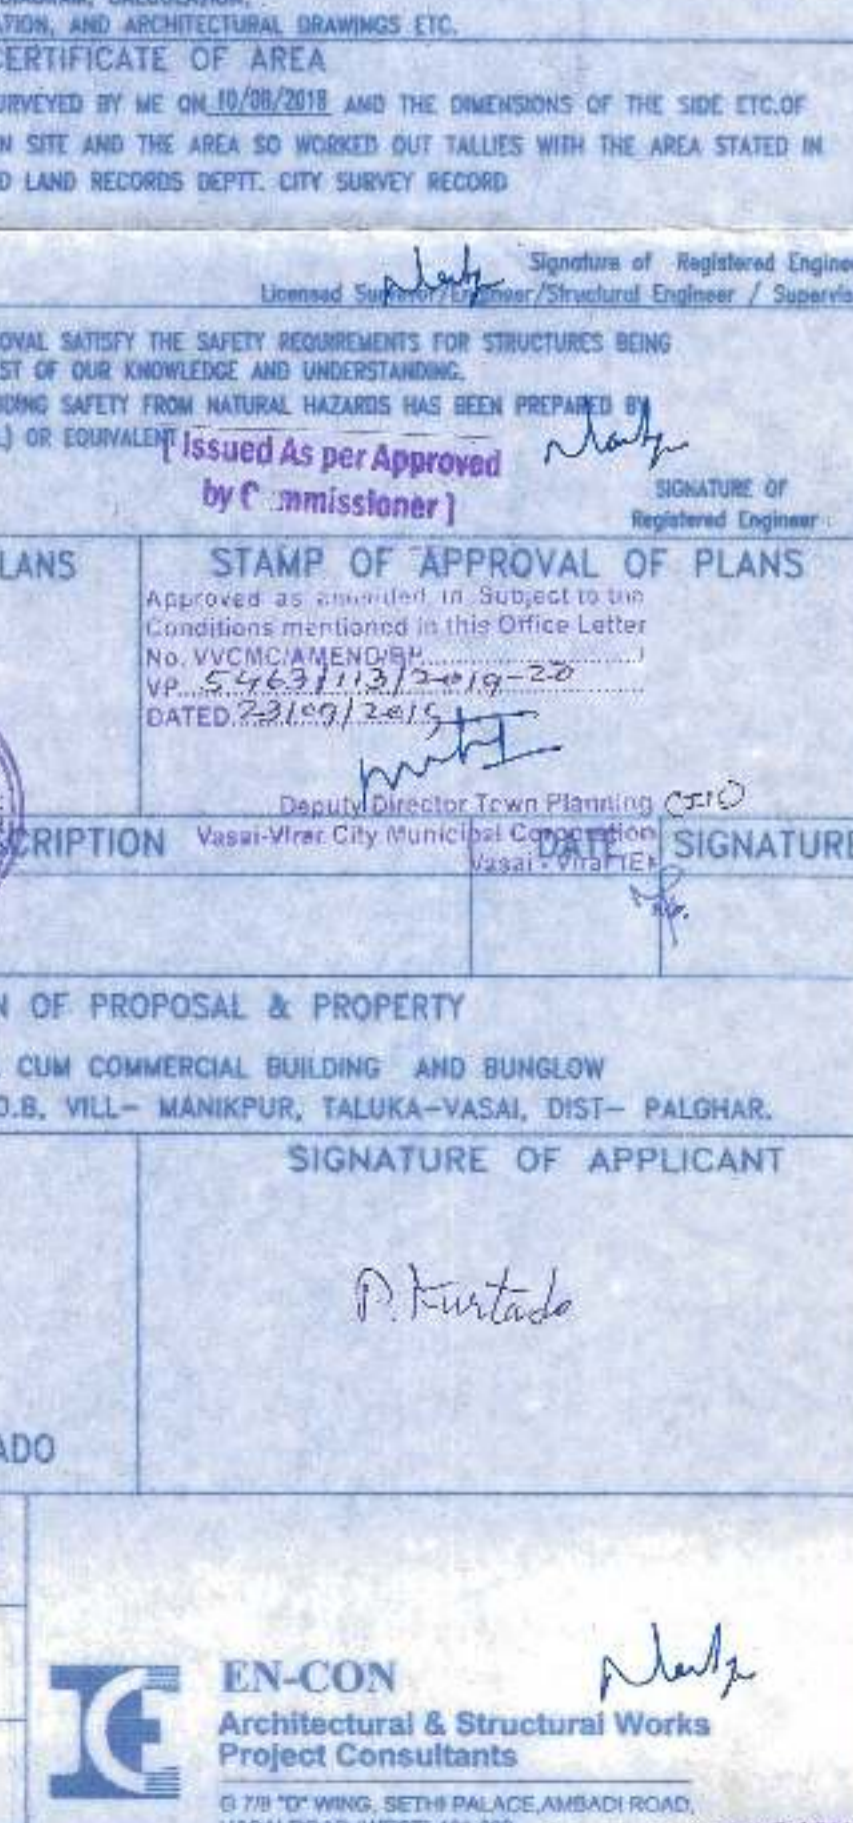 ATION, AND ARCHITECTURAL DRAWINGS ETC.
CERTIFICATE OF AREA
URVEYED BY ME ON 10/08/2018 AND THE DIMENSIONS OF THE SIDE ETC.OF
N SITE AND THE AREA SO WORKED OUT TALLIES WITH THE AREA STATED IN
D LAND RECORDS DEPTT. CITY SURVEY RECORD
Signature of Registered Enginee
Licensed Surveyor/Engineer/Structural Engineer / Supervis
OVAL SATISFY THE SAFETY REQUIREMENTS FOR STRUCTURES BEING
ST OF OUR KNOWLEDGE AND UNDERSTANDING.
DING SAFETY FROM NATURAL HAZARDS HAS BEEN PREPARED BY
.) OR EQUIVALENT
[ Issued As per Approved
by C mmissioner ]
SIGNATURE OF
Registered Engineer
LANS
STAMP OF APPROVAL OF PLANS
Approved as amended in Subject to the
Conditions mentioned in this Office Letter
No. VVCMC/AMEND/BP
VP 5463/113/2019-20
DATED 23/09/2019
Deputy Director Town Planning
Vasai-Virar City Municipal Corporation
CRIPTION DATE SIGNATURE
N OF PROPOSAL & PROPERTY
CUM COMMERCIAL BUILDING AND BUNGLOW
O.B, VILL- MANIKPUR, TALUKA-VASAI, DIST- PALGHAR.
SIGNATURE OF APPLICANT
P. Furtado
ADO
EN-CON
Architectural & Structural Works
Project Consultants
G 7/8 "D" WING, SETHI PALACE,AMBADI ROAD,